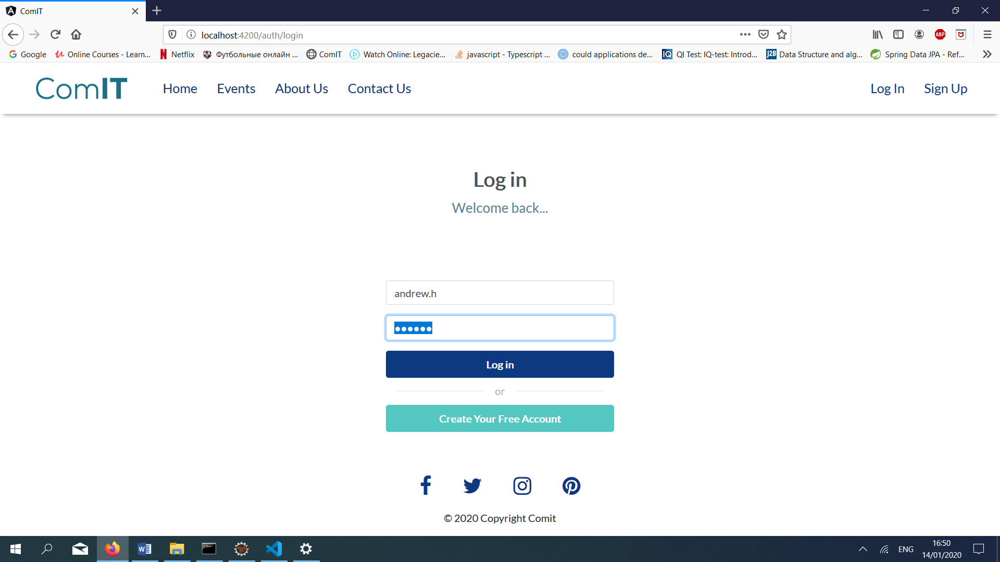 ComIT
localhost:4200/auth/login
ABP
Google
Online Courses - Learn...
Netflix
Футбольные онлайн ...
ComIT
Watch Online: Legacie...
javascript - Typescript ...
could applications de...
IQ
QI Test: IQ-test: Introd...
J2B
Data Structure and alg...
Spring Data JPA - Ref...
ComIT
Home
Events
About Us
Contact Us
Log In
Sign Up
Log in
Welcome back...
andrew.h
●●●●●●
Log in
or
Create Your Free Account
© 2020 Copyright Comit
ENG
16:50
14/01/2020